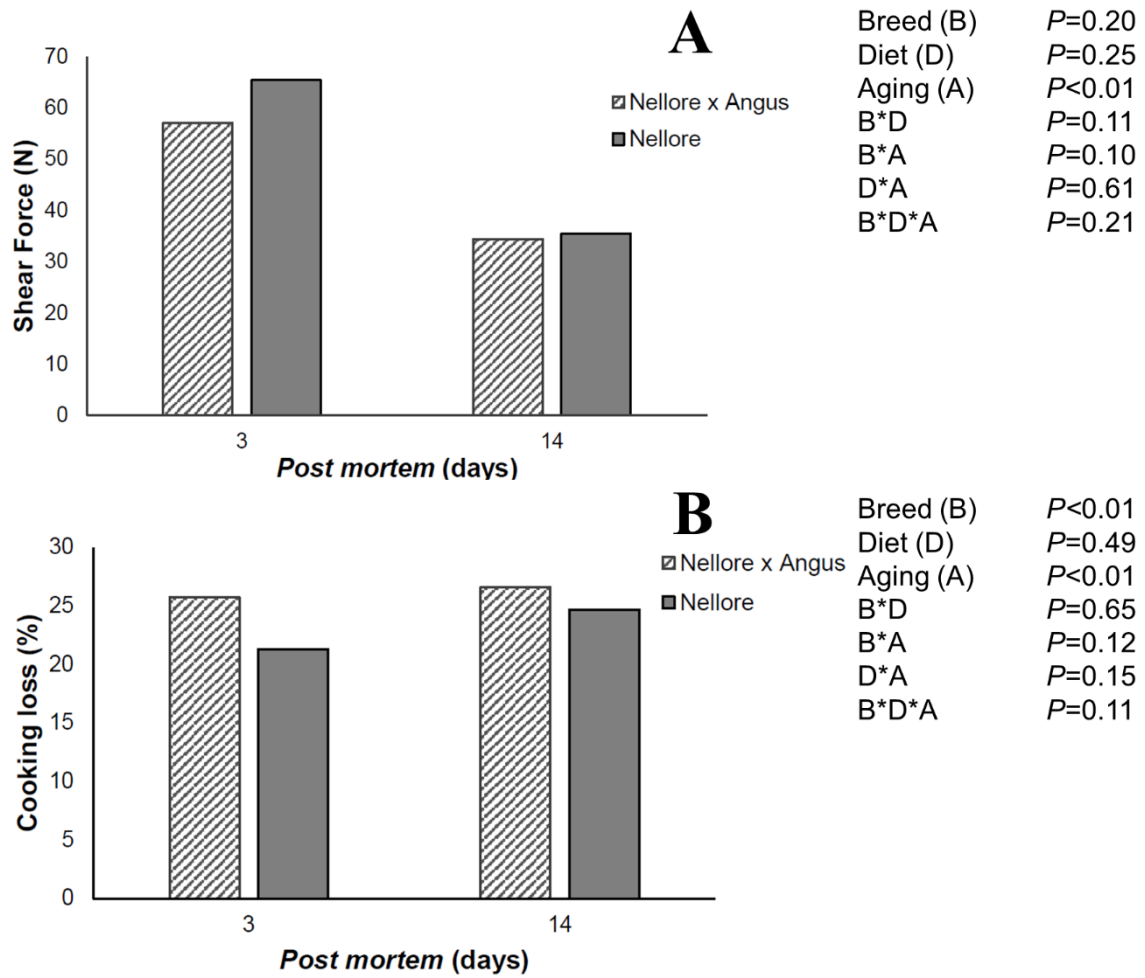 A
Breed (B) P=0.20
Diet (D) P=0.25
Aging (A) P<0.01
B*D P=0.11
B*A P=0.10
D*A P=0.61
B*D*A P=0.21
Nellore x Angus
Nellore
Shear Force (N)
70
60
50
40
30
20
10
0
3 14
Post mortem (days)
B
Breed (B) P<0.01
Diet (D) P=0.49
Aging (A) P<0.01
B*D P=0.65
B*A P=0.12
D*A P=0.15
B*D*A P=0.11
Nellore x Angus
Nellore
Cooking loss (%)
30
25
20
15
10
5
0
3 14
Post mortem (days)